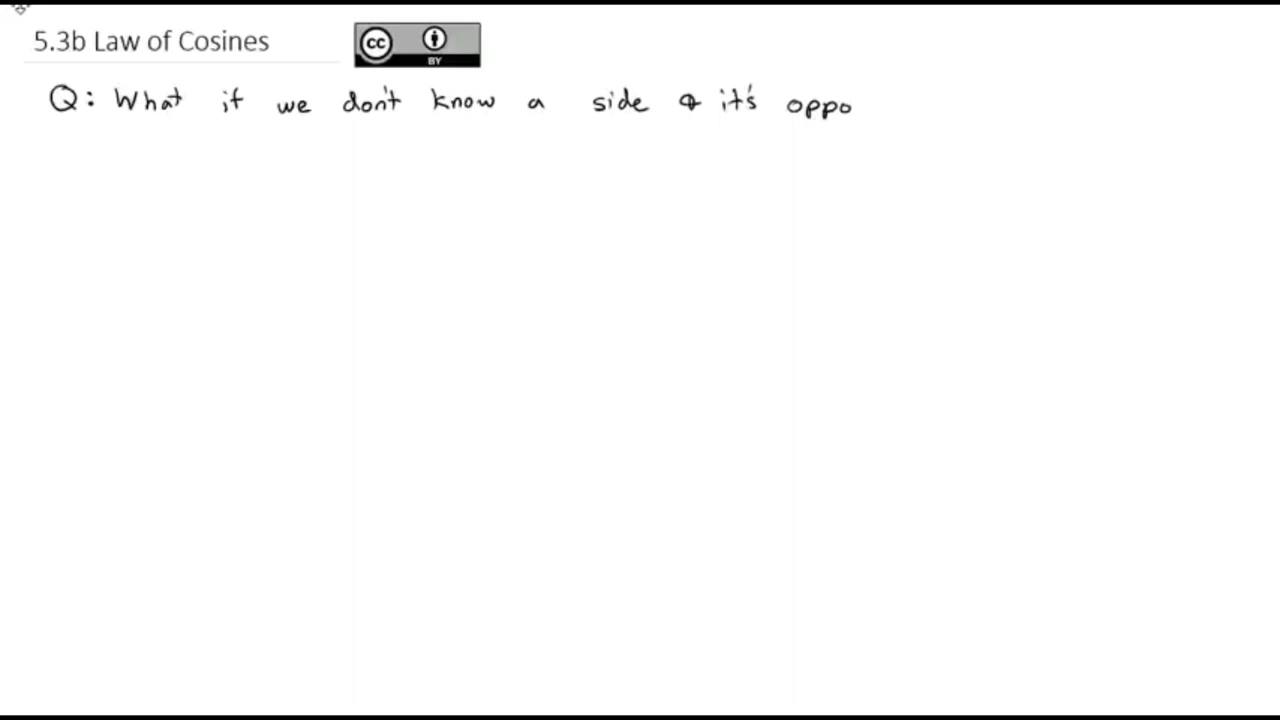 5.3b Law of Cosines
cc
BY
Q: What if we don't know a side & it's oppo